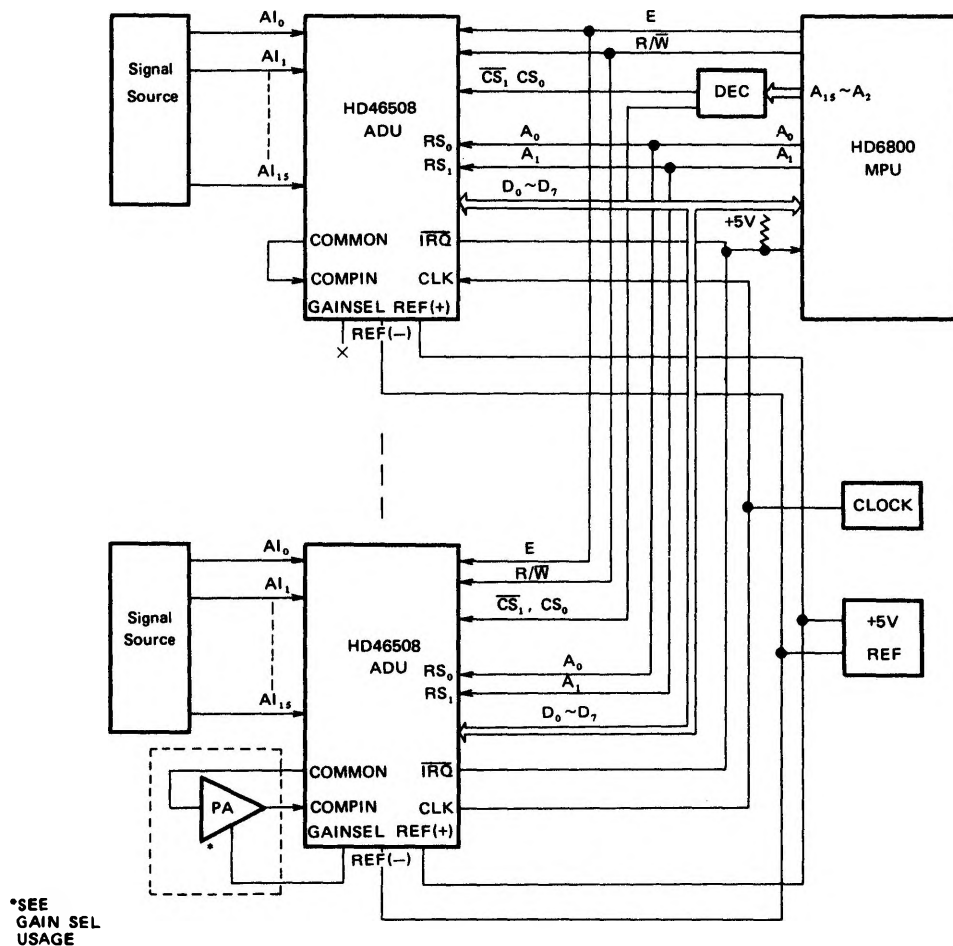 AI₀
AI₁
AI₁₅
Signal
Source
HD46508
ADU
RS₀
RS₁
COMMON
COMPIN
GAINSEL
REF(+)
REF(−)
IRQ
CLK
×
E
R/W̅
C̅S̅₁ CS₀
A₀
A₁
D₀~D₇
DEC
A₁₅~A₂
A₀
A₁
HD6800
MPU
+5V
CLOCK
+5V
REF
AI₀
AI₁
AI₁₅
Signal
Source
HD46508
ADU
RS₀
RS₁
COMMON
COMPIN
GAINSEL
REF(+)
REF(−)
I̅R̅Q̅
CLK
E
R/W̅
C̅S̅₁, CS₀
A₀
A₁
D₀~D₇
PA
*
*SEE
GAIN SEL
USAGE